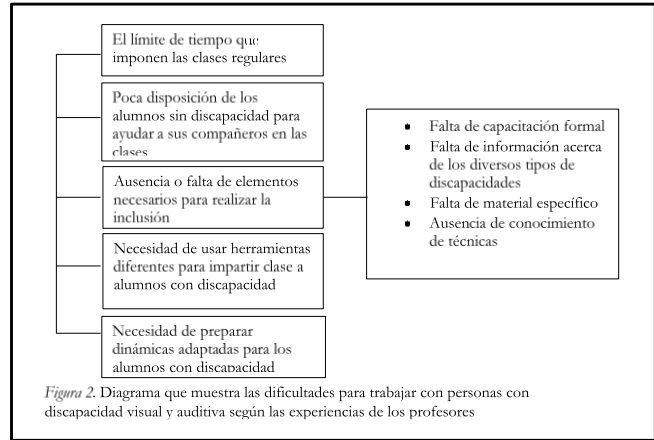 El límite de tiempo que
imponen las clases regulares
Poca disposición de los
alumnos sin discapacidad para
ayudar a sus compañeros en las
clases
Ausencia o falta de elementos
necesarios para realizar la
inclusión
Necesidad de usar herramientas
diferentes para impartir clase a
alumnos con discapacidad
Necesidad de preparar
dinámicas adaptadas para los
alumnos con discapacidad
• Falta de capacitación formal
• Falta de información acerca
de los diversos tipos de
discapacidades
• Falta de material específico
• Ausencia de conocimiento
de técnicas
Figura 2. Diagrama que muestra las dificultades para trabajar con personas con
discapacidad visual y auditiva según las experiencias de los profesores